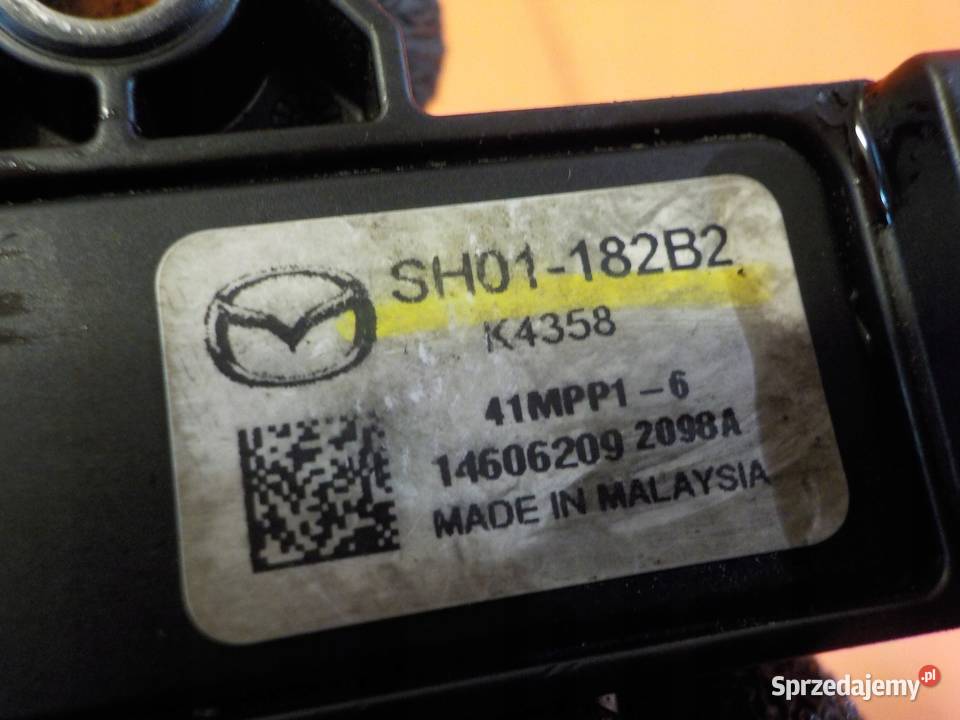 SH01-182B2
K4358
41MPP1-6
14606209 2098A
MADE IN MALAYSIA
Sprzedajemy.pl